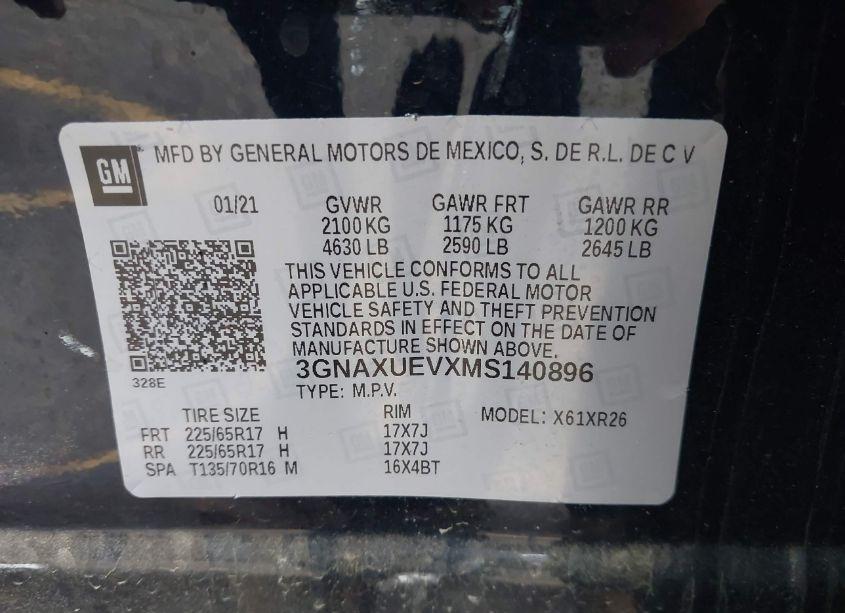 GM
MFD BY GENERAL MOTORS DE MEXICO, S. DE R.L. DE C V
01/21 GVWR GAWR FRT GAWR RR
2100 KG 1175 KG 1200 KG
4630 LB 2590 LB 2645 LB
THIS VEHICLE CONFORMS TO ALL
APPLICABLE U.S. FEDERAL MOTOR
VEHICLE SAFETY AND THEFT PREVENTION
STANDARDS IN EFFECT ON THE DATE OF
MANUFACTURE SHOWN ABOVE.
3GNAXUEVXMS140896
328E
TYPE: M.P.V.
TIRE SIZE RIM MODEL: X61XR26
FRT 225/65R17 H 17X7J
RR 225/65R17 H 17X7J
SPA T135/70R16 M 16X4BT